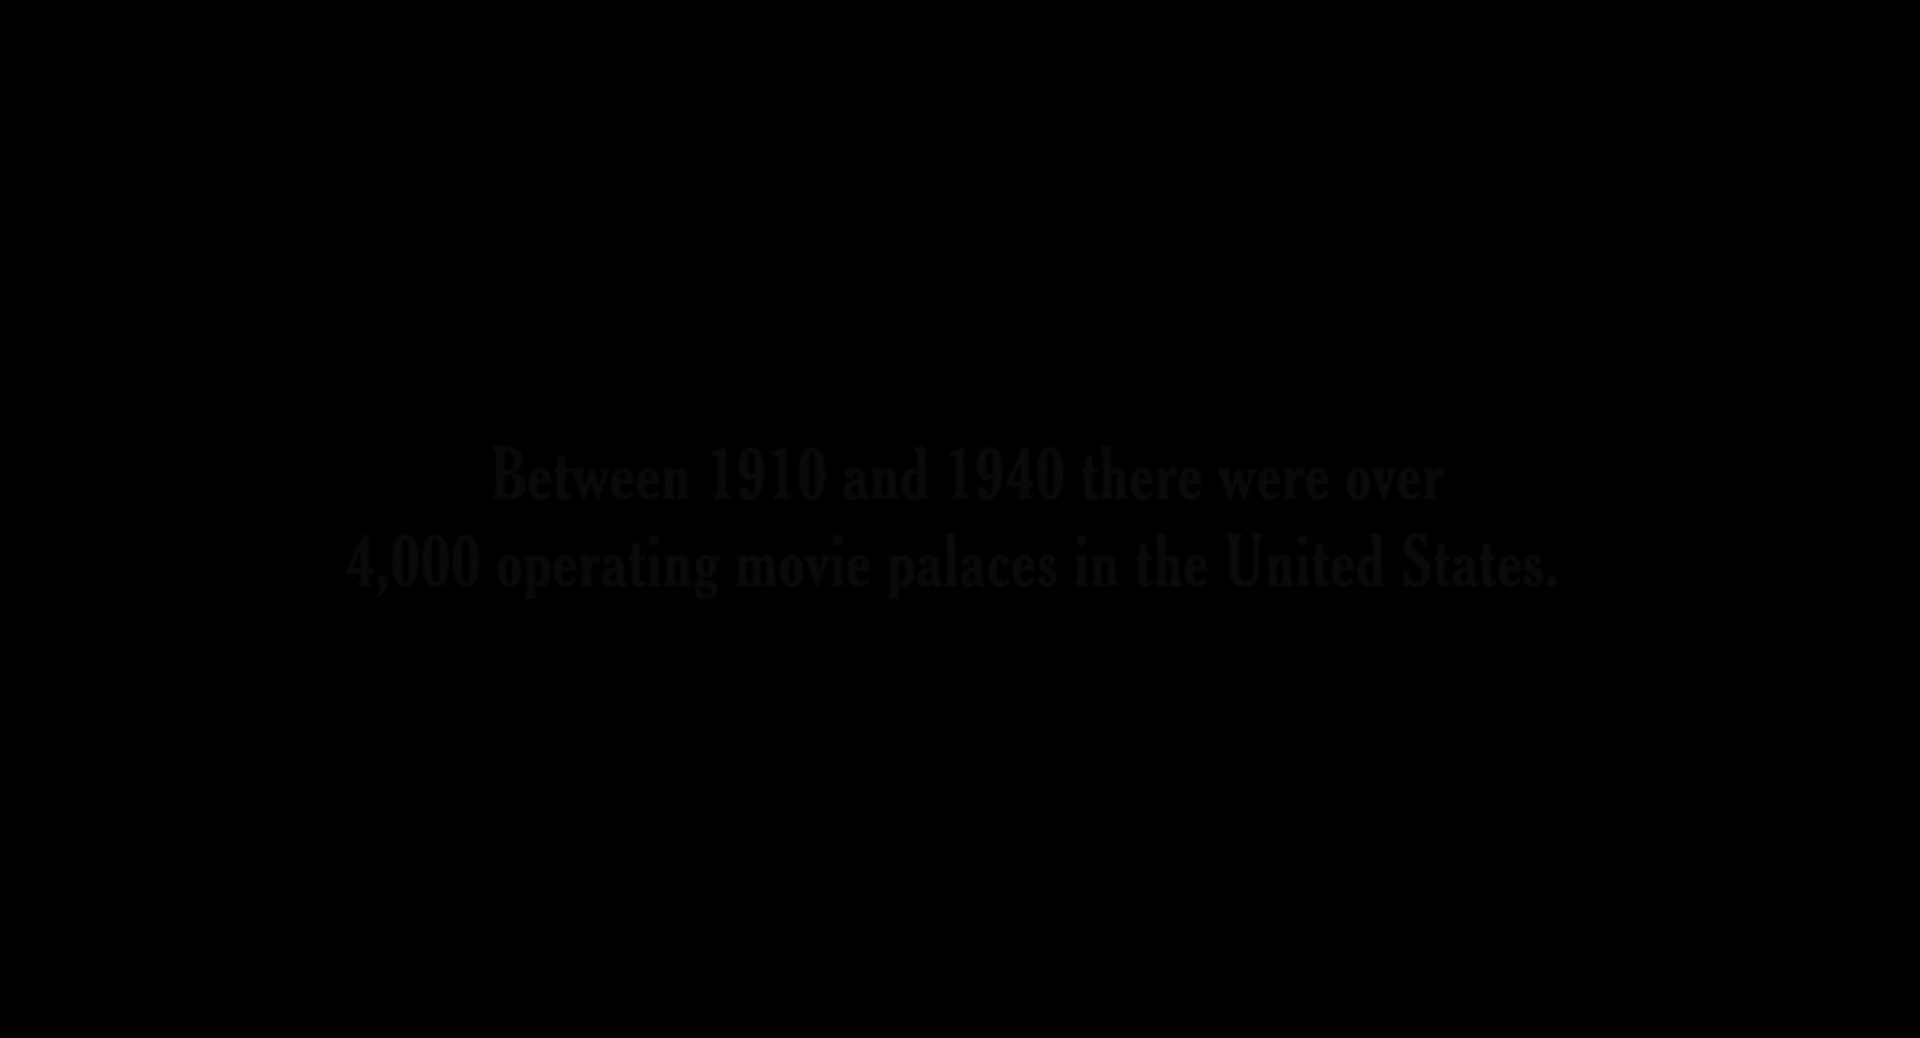 Between 1910 and 1940 there were over
4,000 operating movie palaces in the United States.